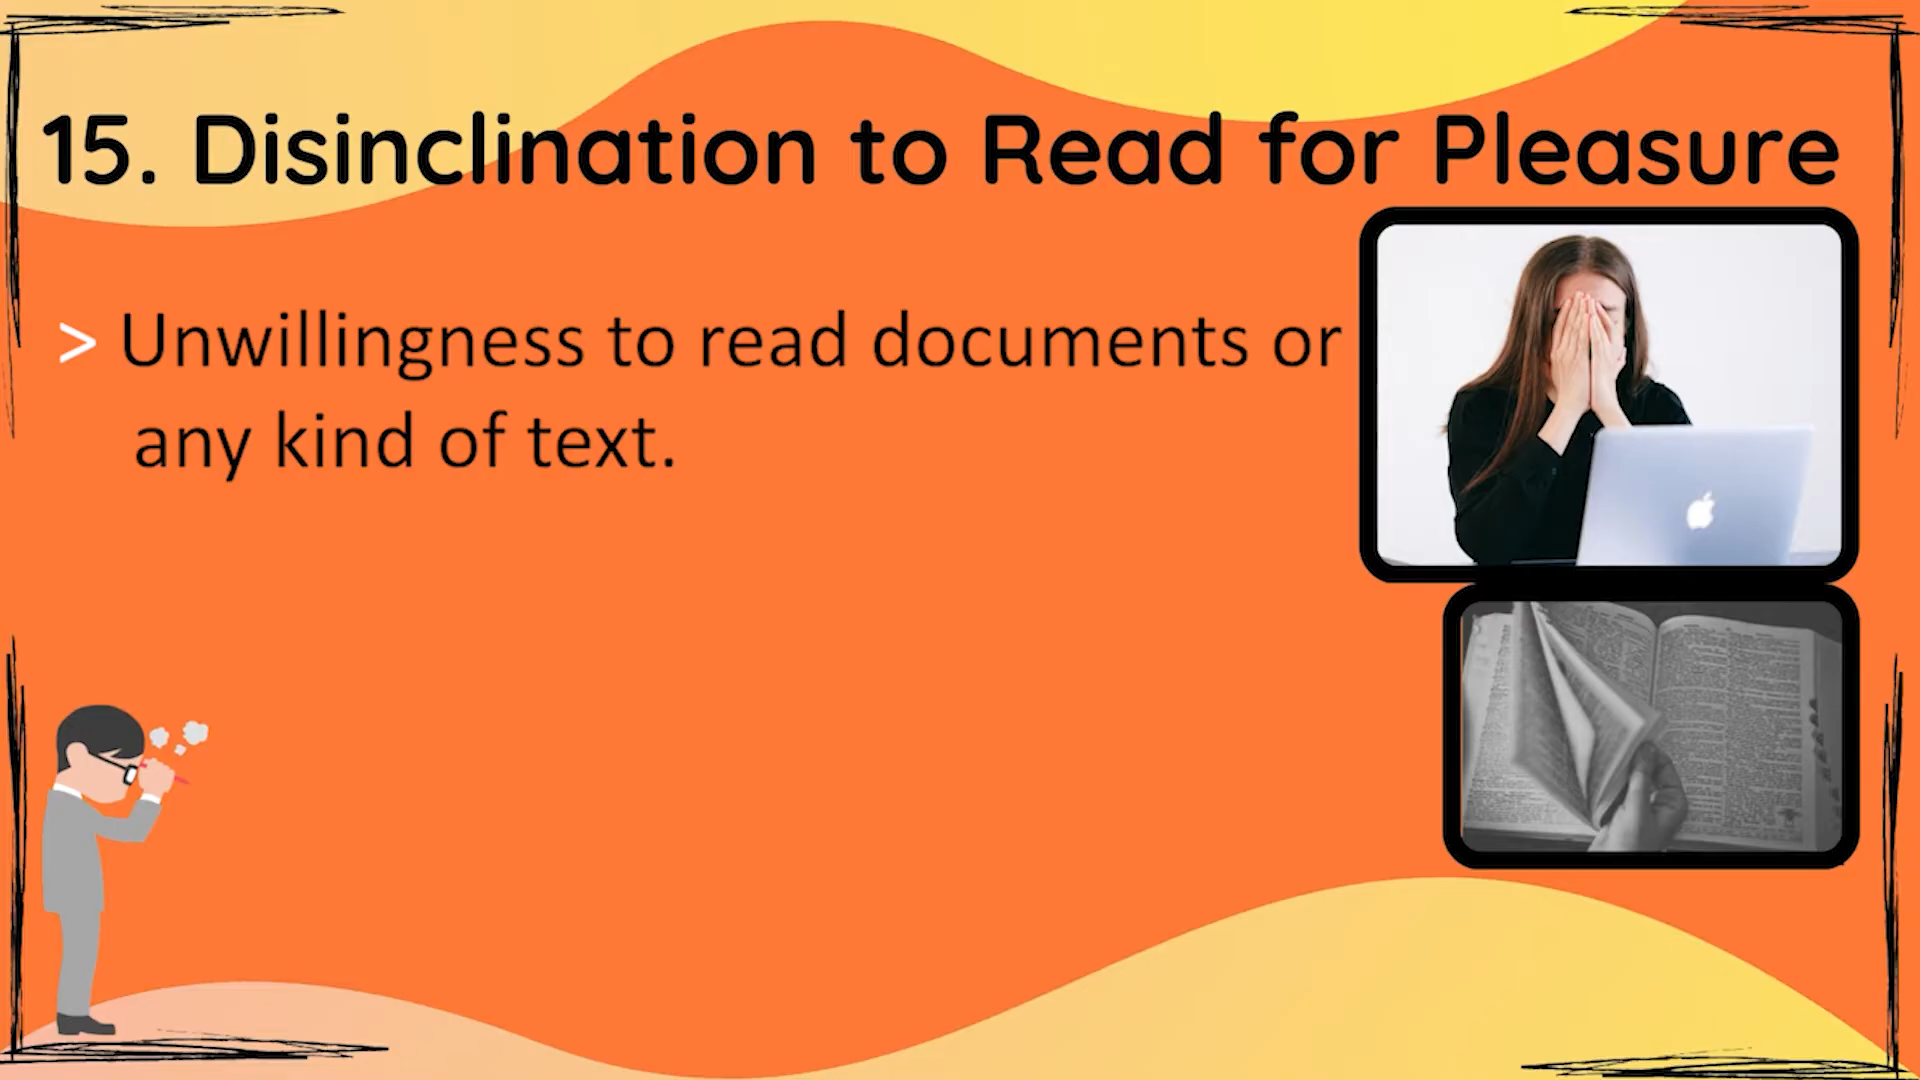 15. Disinclination to Read for Pleasure
> Unwillingness to read documents or
any kind of text.